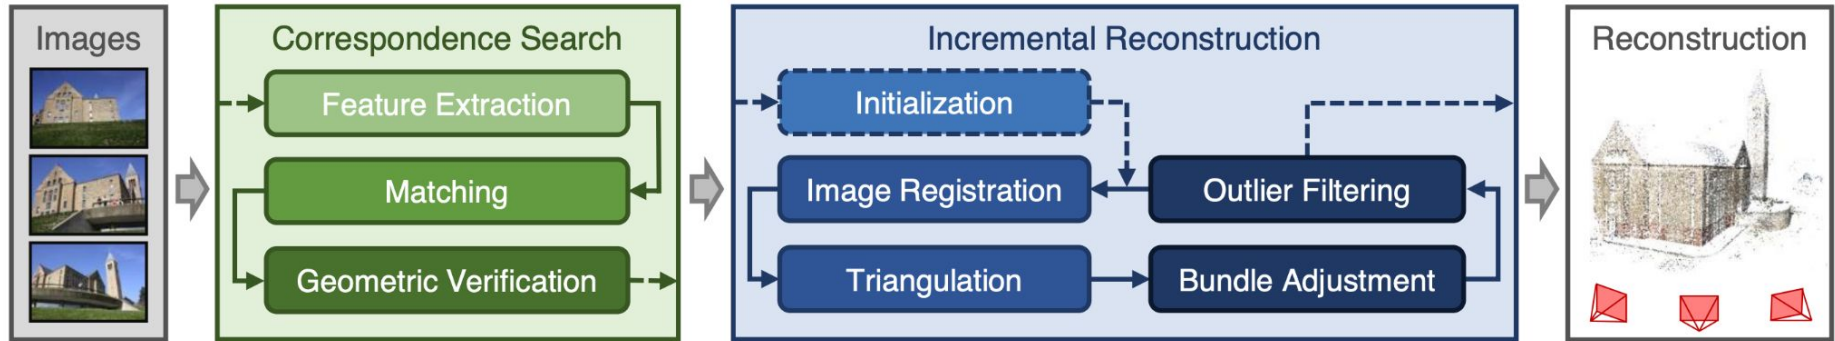 Images
Correspondence Search
Feature Extraction
Matching
Geometric Verification
Incremental Reconstruction
Initialization
Image Registration
Outlier Filtering
Triangulation
Bundle Adjustment
Reconstruction